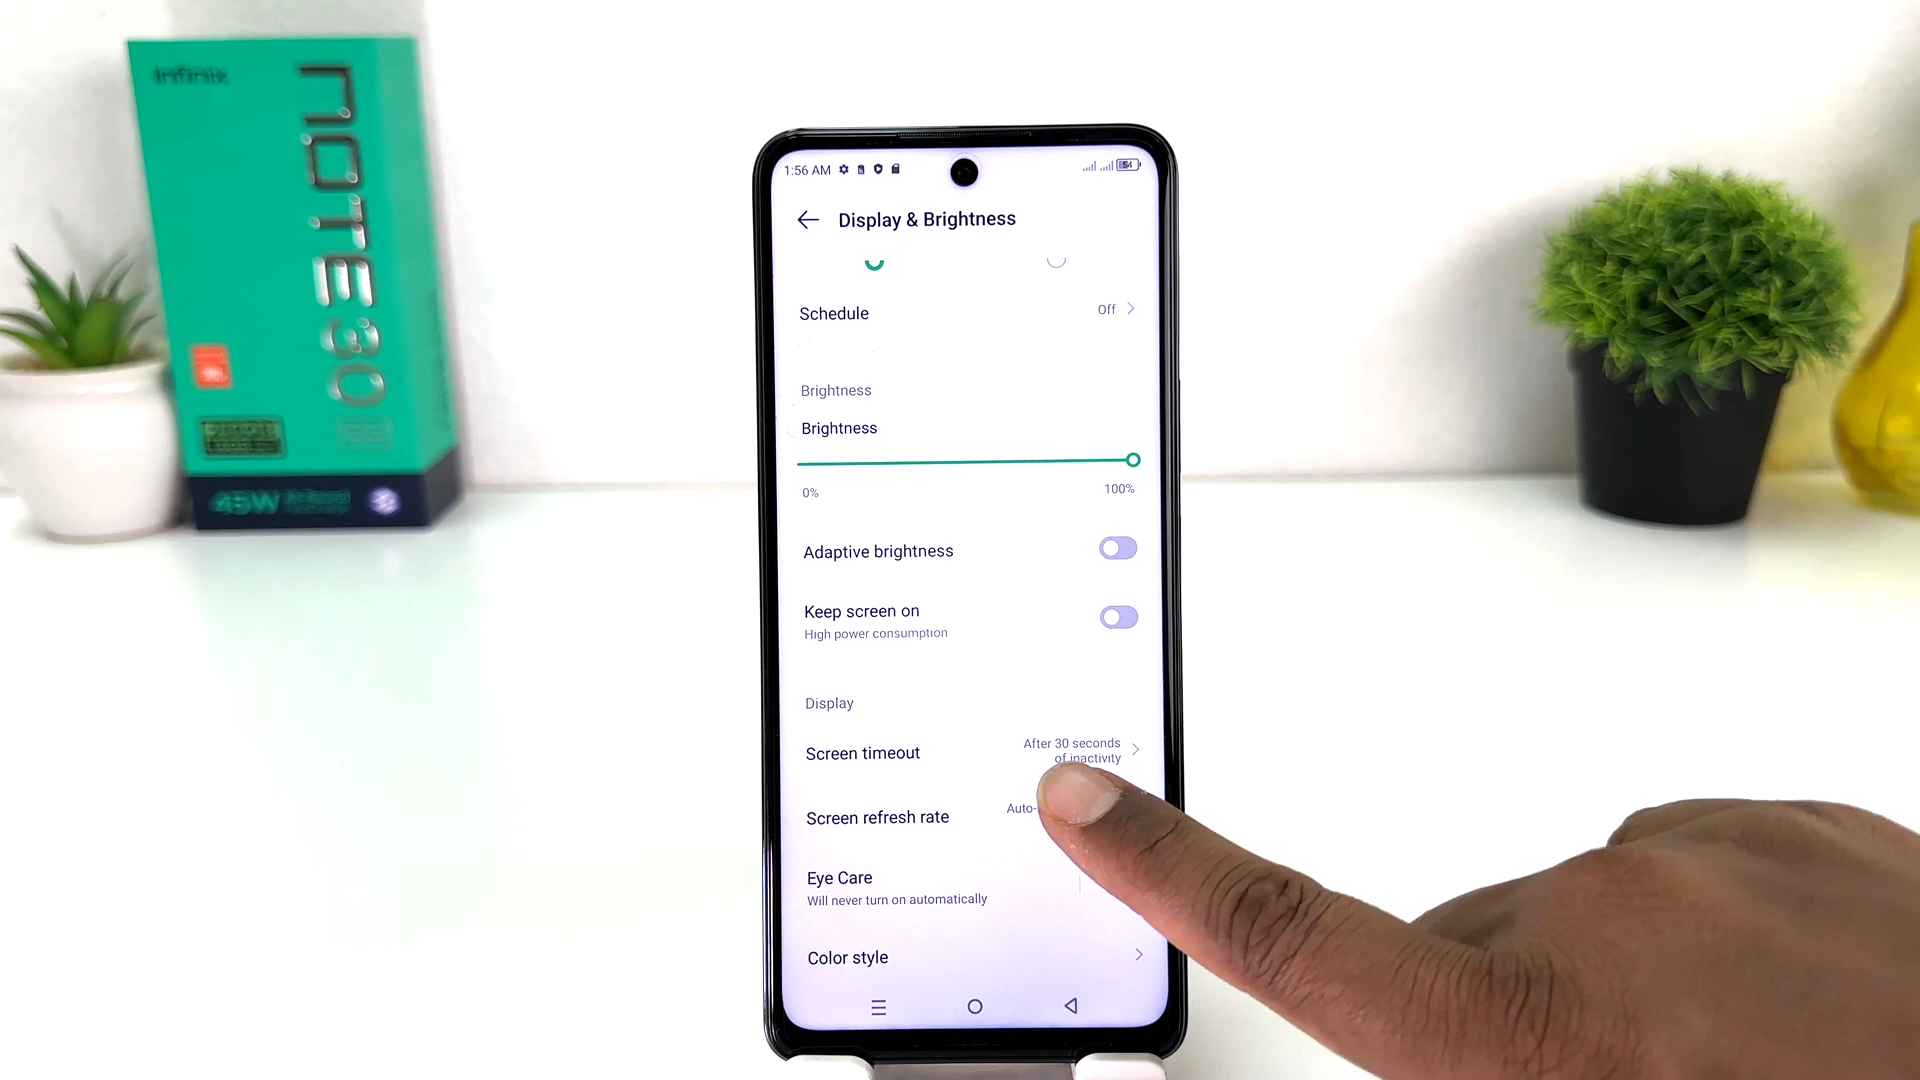 Infinix
NOTE 30
45W
1:56 AM
54
Display & Brightness
Schedule
Off
Brightness
Brightness
0%
100%
Adaptive brightness
Keep screen on
High power consumption
Display
Screen timeout
After 30 seconds
of inactivity
Screen refresh rate
Auto-
Eye Care
Will never turn on automatically
Color style